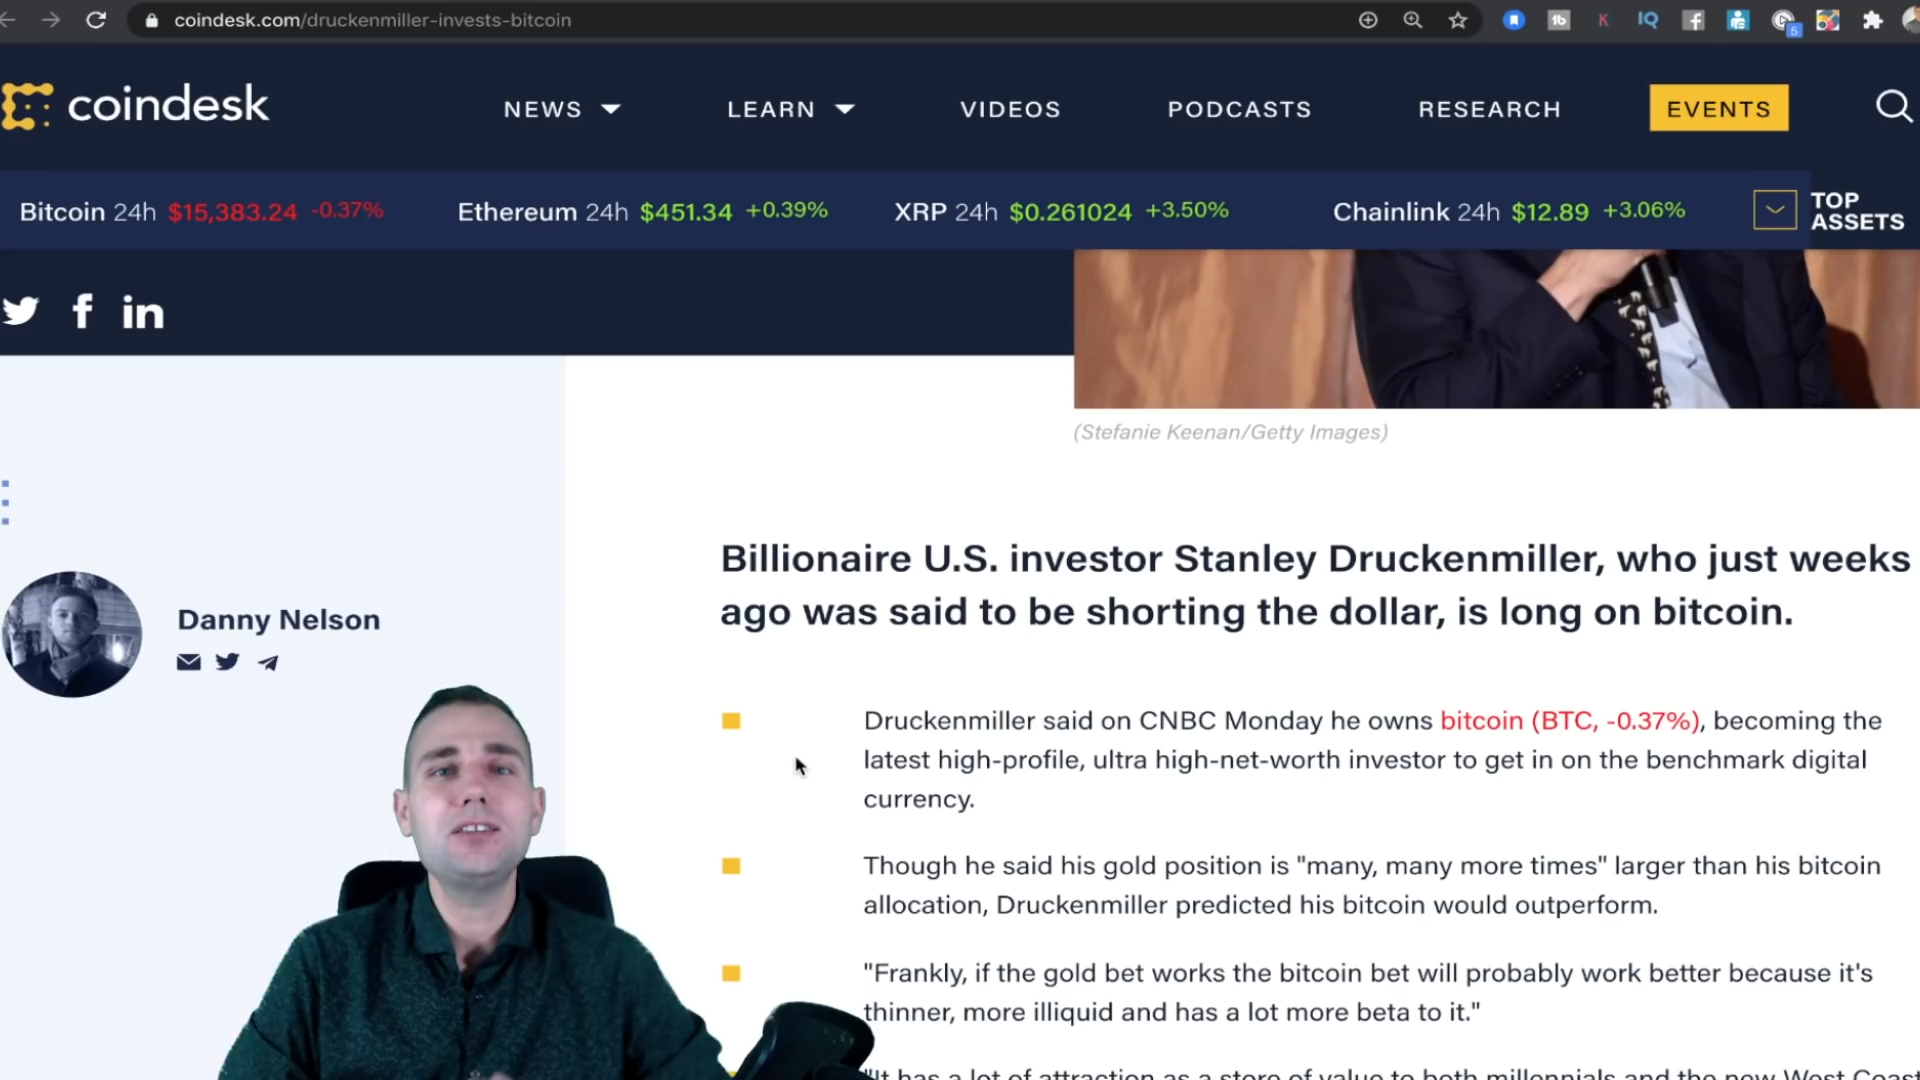 coindesk.com/druckenmiller-invests-bitcoin
coindesk
NEWS LEARN VIDEOS PODCASTS RESEARCH EVENTS
Bitcoin 24h $15,383.24 -0.37% Ethereum 24h $451.34 +0.39% XRP 24h $0.261024 +3.50% Chainlink 24h $12.89 +3.06% TOP
ASSETS
(Stefanie Keenan/Getty Images)
Billionaire U.S. investor Stanley Druckenmiller, who just weeks
ago was said to be shorting the dollar, is long on bitcoin.
Danny Nelson
Druckenmiller said on CNBC Monday he owns bitcoin (BTC, -0.37%), becoming the
latest high-profile, ultra high-net-worth investor to get in on the benchmark digital
currency.
Though he said his gold position is "many, many more times" larger than his bitcoin
allocation, Druckenmiller predicted his bitcoin would outperform.
"Frankly, if the gold bet works the bitcoin bet will probably work better because it's
thinner, more illiquid and has a lot more beta to it."
"It has a lot of attraction as a store of value to both millennials and the new West Coast